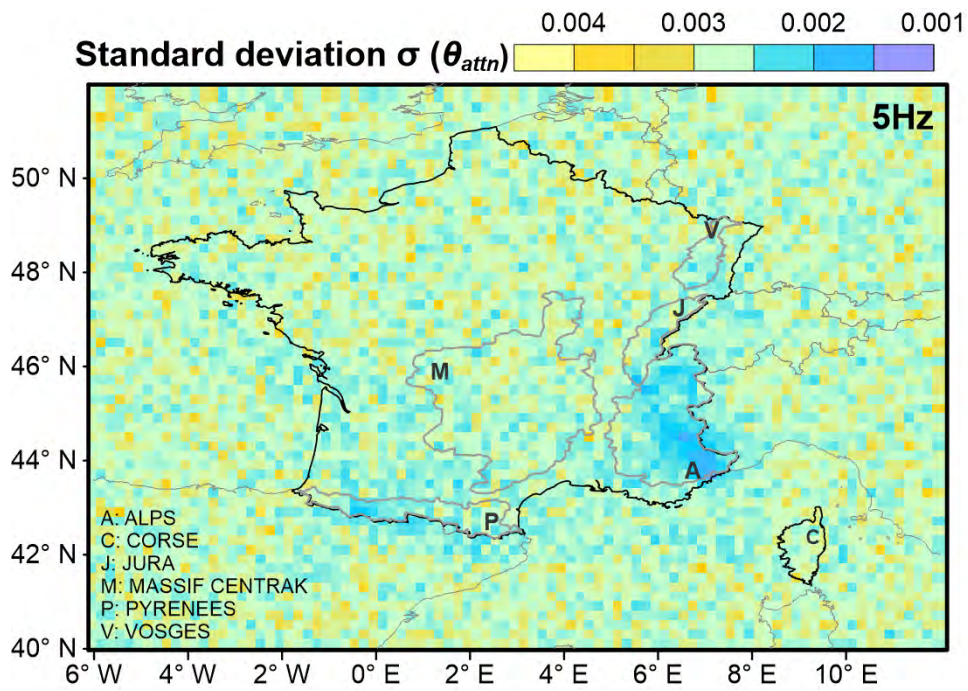 0.004 0.003 0.002 0.001
Standard deviation σ (θattn)
5Hz
50° N
48° N
46° N
44° N
42° N
40° N
V
J
M
A
P
C
A: ALPS
C: CORSE
J: JURA
M: MASSIF CENTRAK
P: PYRENEES
V: VOSGES
6 W 4 W 2 W 0 E 2 E 4 E 6 E 8 E 10 E